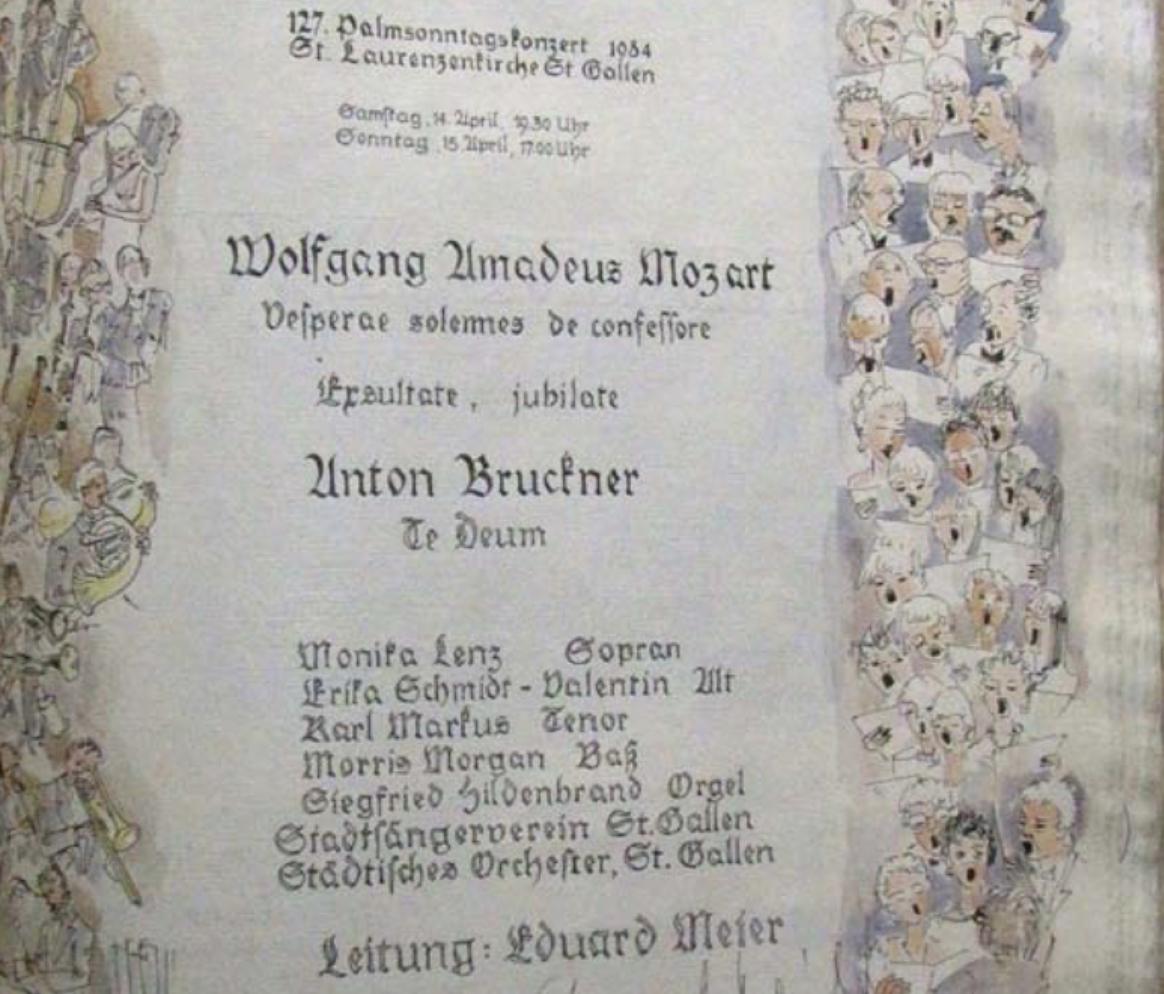 127. Palmsonntagskonzert 1984
St. Laurenzenkirche St Gallen
Samstag, 14. April, 19.30 Uhr
Sonntag, 15. April, 17.00 Uhr
Wolfgang Amadeus Mozart
Vesperae solemnes de confessore
Exsultate, jubilate
Anton Bruckner
Te Deum
Monika Lenz Sopran
Erika Schmidt-Valentin Alt
Karl Markus Tenor
Morris Morgan Baß
Siegfried Hildenbrand Orgel
Stadtsängerverein St. Gallen
Städtisches Orchester, St. Gallen
Leitung: Eduard Meier